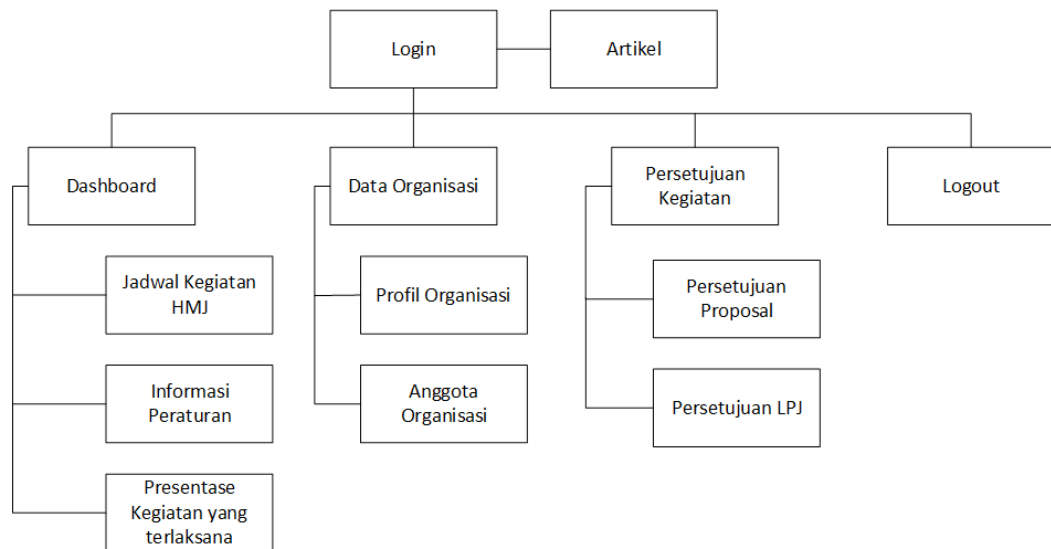 Login
Artikel
Dashboard
Data Organisasi
Persetujuan
Kegiatan
Logout
Jadwal Kegiatan
HMJ
Profil Organisasi
Persetujuan
Proposal
Informasi
Peraturan
Anggota
Organisasi
Persetujuan LPJ
Presentase
Kegiatan yang
terlaksana